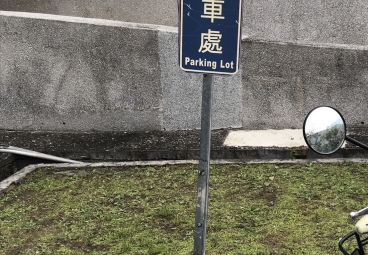 車
處
Parking Lot